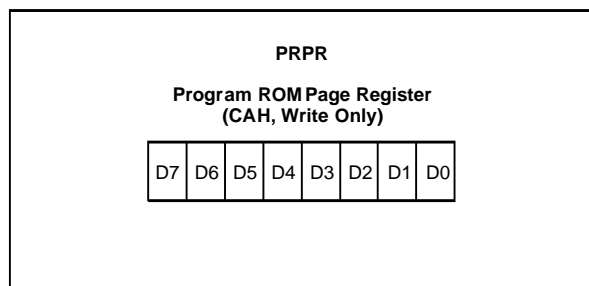 PRPR
Program ROM Page Register
(CAH, Write Only)
D7 D6 D5 D4 D3 D2 D1 D0